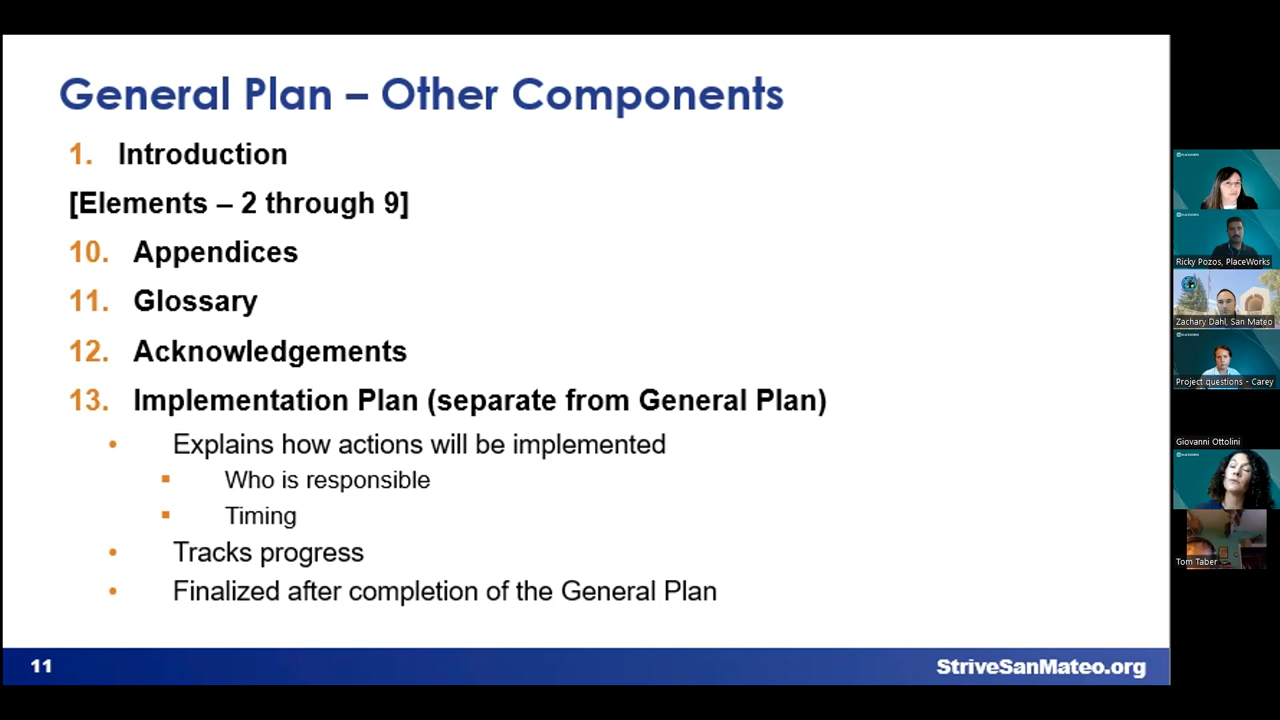 General Plan – Other Components
1. Introduction
[Elements – 2 through 9]
10. Appendices
11. Glossary
12. Acknowledgements
13. Implementation Plan (separate from General Plan)
• Explains how actions will be implemented
▪ Who is responsible
▪ Timing
• Tracks progress
• Finalized after completion of the General Plan
11
StriveSanMateo.org
Ricky Pozos, PlaceWorks
Zachary Dahl, San Mateo
Project questions - Carey
Giovanni Ottolini
Tom Taber